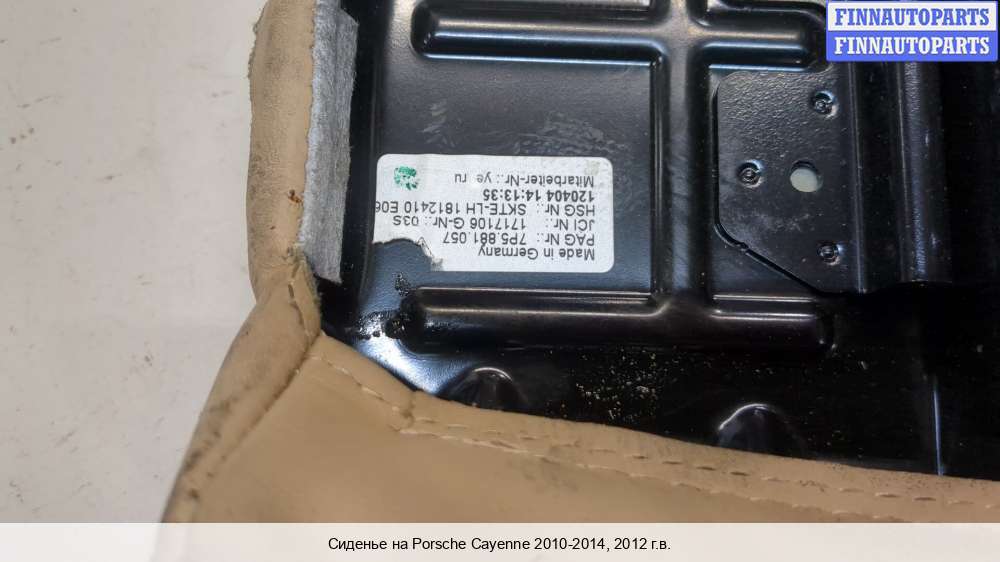 FINNAUTOPARTS
FINNAUTOPARTS
Made in Germany
PAG Nr.: 7P5.881.057
JCI Nr.: 1717106 G-Nr.: 03S
HSG Nr.: SKTE-LH 1812410 E06
120404 14:13:35
Mitarbeiter-Nr.: ye ru
Сиденье на Porsche Cayenne 2010-2014, 2012 г.в.